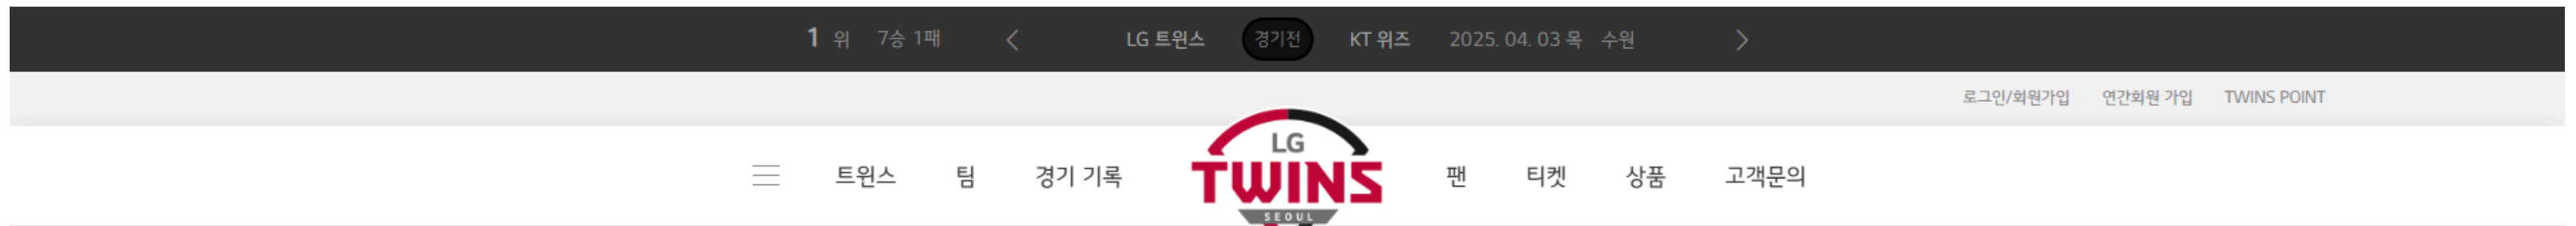 1 위 7승 1패 LG 트윈스 경기전 KT 위즈 2025. 04. 03 목 수원
로그인/회원가입 연간회원 가입 TWINS POINT
트윈스 팀 경기 기록 LG TWINS SEOUL 팬 티켓 상품 고객문의